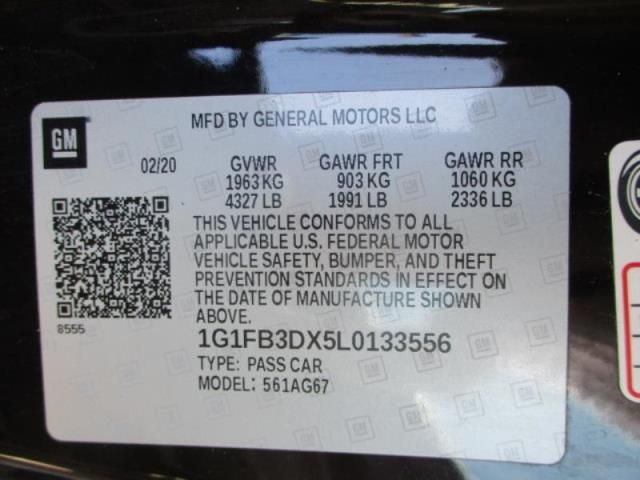 MFD BY GENERAL MOTORS LLC
GM
02/20 GVWR GAWR FRT GAWR RR
1963 KG 903 KG 1060 KG
4327 LB 1991 LB 2336 LB
THIS VEHICLE CONFORMS TO ALL
APPLICABLE U.S. FEDERAL MOTOR
VEHICLE SAFETY, BUMPER, AND THEFT
PREVENTION STANDARDS IN EFFECT ON
THE DATE OF MANUFACTURE SHOWN
ABOVE.
8555
1G1FB3DX5L0133556
TYPE: PASS CAR
MODEL: 561AG67